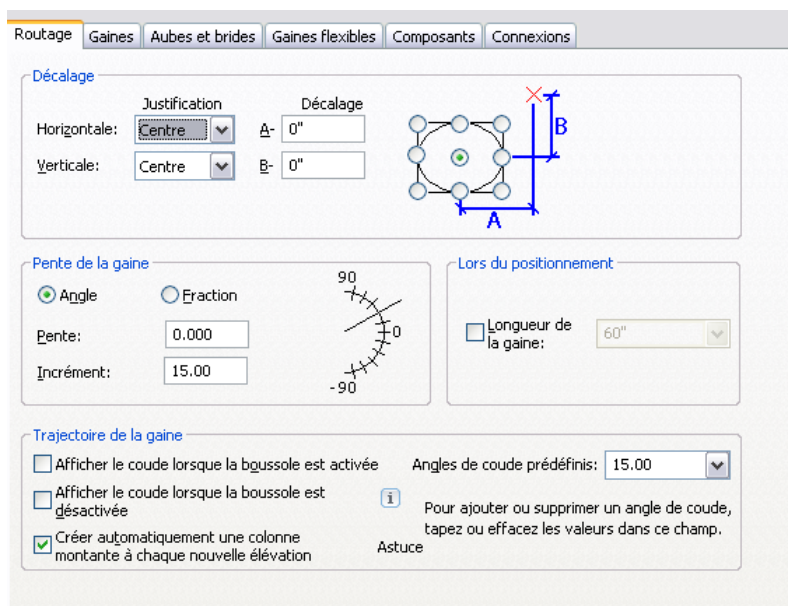 Routage Gaines Aubes et brides Gaines flexibles Composants Connexions
Décalage
Justification Décalage
Horizontale: Centre A- 0"
Verticale: Centre B- 0"
B
A
Pente de la gaine
Angle Fraction
Pente: 0.000
Incrément: 15.00
90
0
-90
Lors du positionnement
Longueur de
la gaine:
60"
Trajectoire de la gaine
Afficher le coude lorsque la boussole est activée
Afficher le coude lorsque la boussole est
désactivée
Créer automatiquement une colonne
montante à chaque nouvelle élévation
Angles de coude prédéfinis: 15.00
i
Pour ajouter ou supprimer un angle de coude,
tapez ou effacez les valeurs dans ce champ.
Astuce